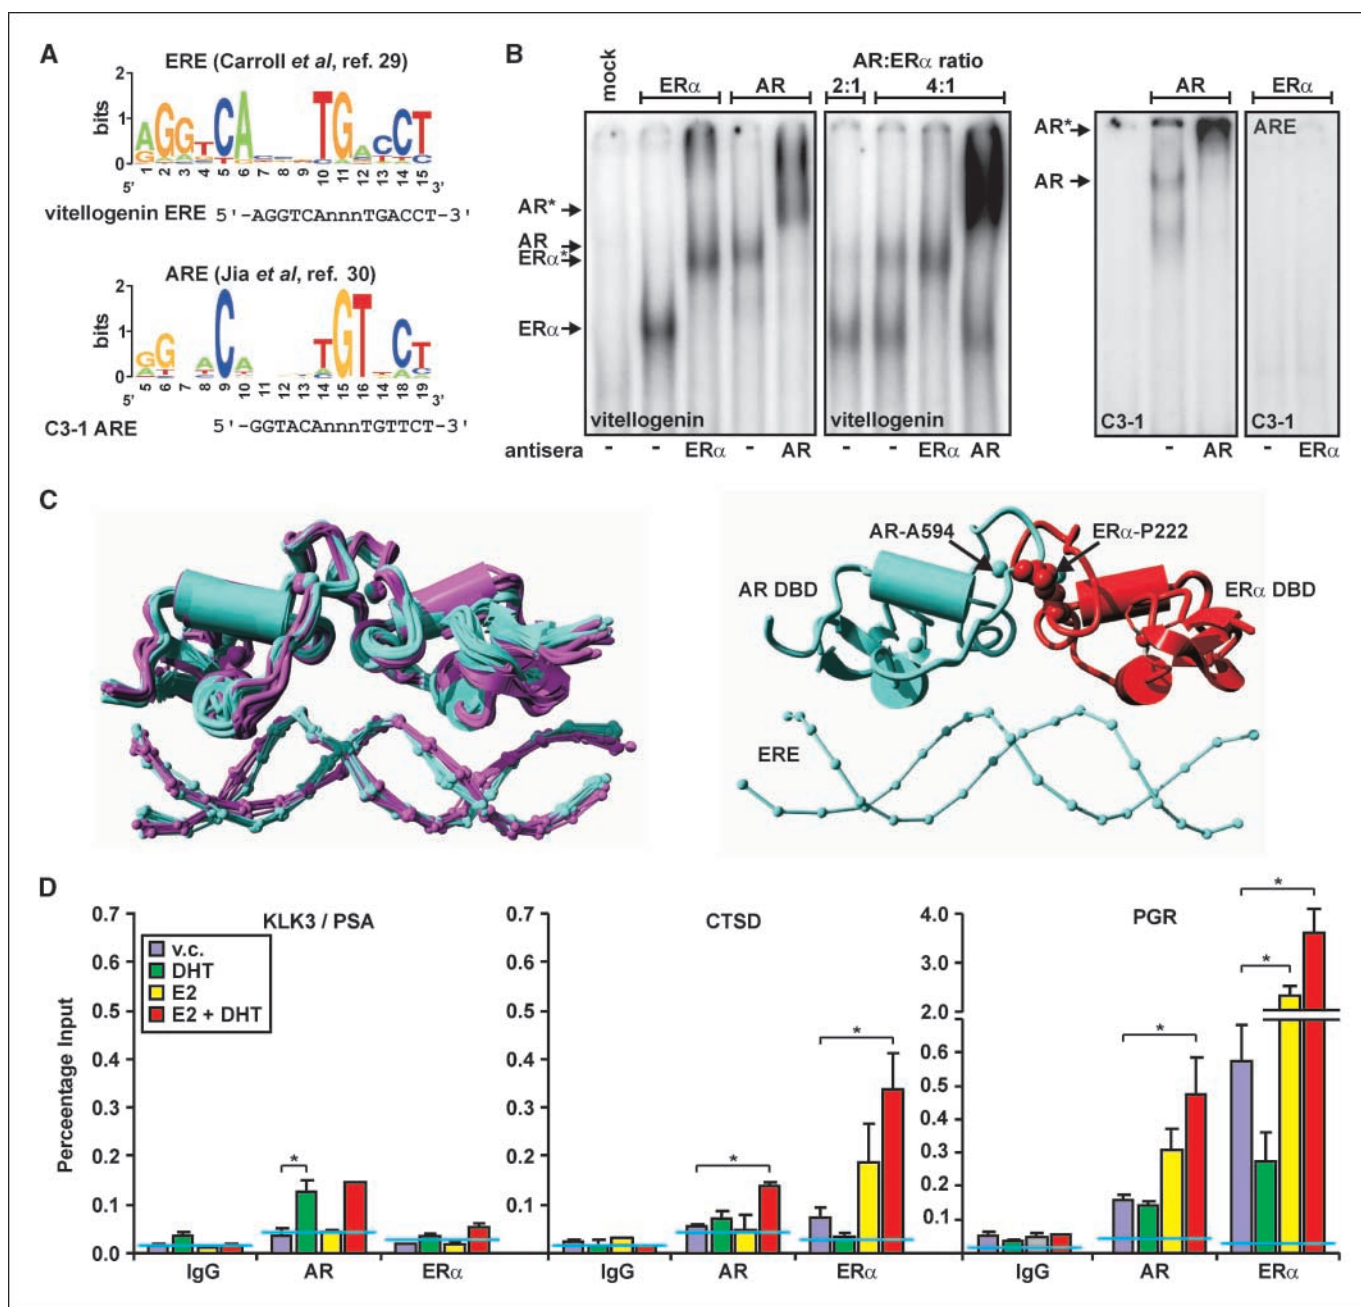 A
ERE (Carroll et al, ref. 29)
2
1
0
bits
1 2 3 4 5 6 7 8 9 10 11 12 13 14 15
5' 3'
vitellogenin ERE 5'-AGGTCAnnnTGACCT-3'
ARE (Jia et al, ref. 30)
2
1
0
bits
5 6 7 8 9 10 11 12 13 14 15 16 17 18 19
5' 3'
C3-1 ARE 5'-GGTACAnnnTGTTCT-3'
B
mock
ERα AR
AR:ERα ratio
2:1 4:1
AR*
AR
ERα*
ERα
vitellogenin
vitellogenin
antisera - - ERα - AR - - ERα AR
AR ERα
AR*
AR
ARE
C3-1
C3-1
- AR - ERα
C
AR-A594
ERα-P222
AR DBD
ERα DBD
ERE
D
Perceentage Input
KLK3 / PSA
0.7
0.6
0.5
0.4
0.3
0.2
0.1
0.0
v.c.
DHT
E2
E2 + DHT
*
IgG AR ERα
CTSD
0.7
0.6
0.5
0.4
0.3
0.2
0.1
0.0
*
*
IgG AR ERα
PGR
4.0
3.0
2.0
0.6
0.5
0.4
0.3
0.2
0.1
*
*
*
IgG AR ERα